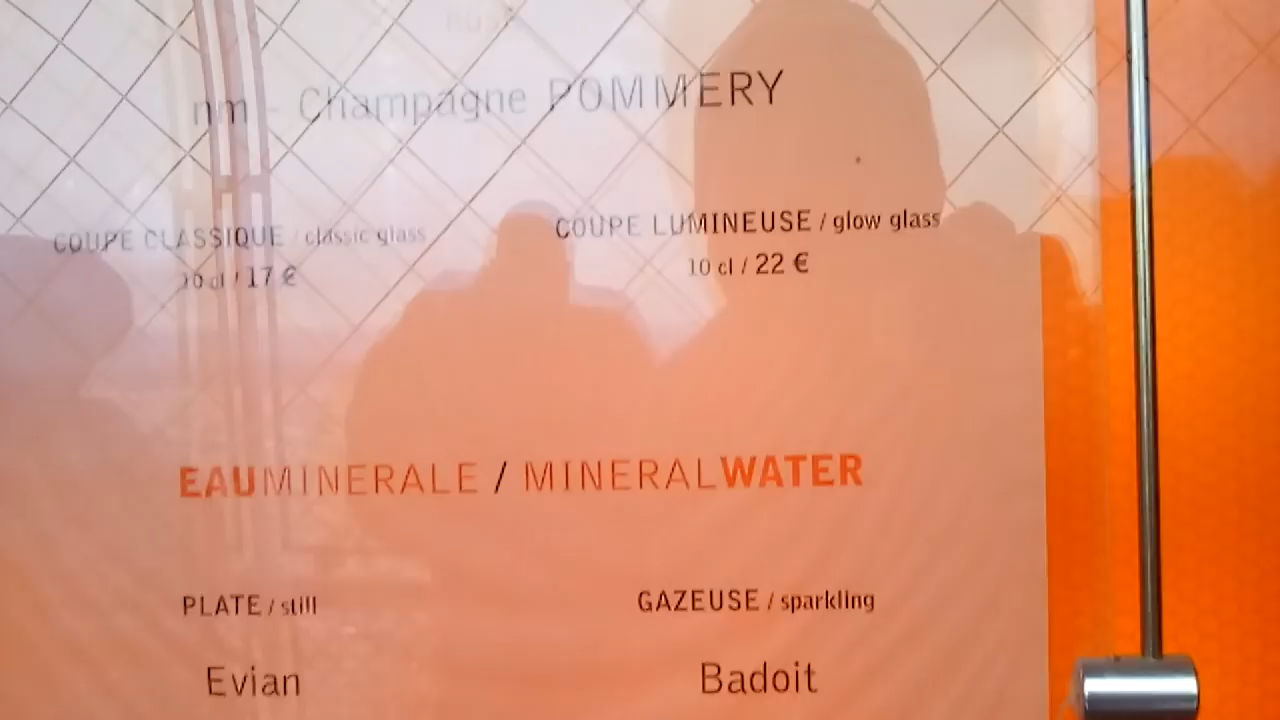 ROSÉ
nm - Champagne POMMERY
COUPE CLASSIQUE / classic glass
COUPE LUMINEUSE / glow glass
10 cl / 17 €
10 cl / 22 €
EAUMINERALE / MINERALWATER
PLATE / still
GAZEUSE / sparkling
Evian
Badoit